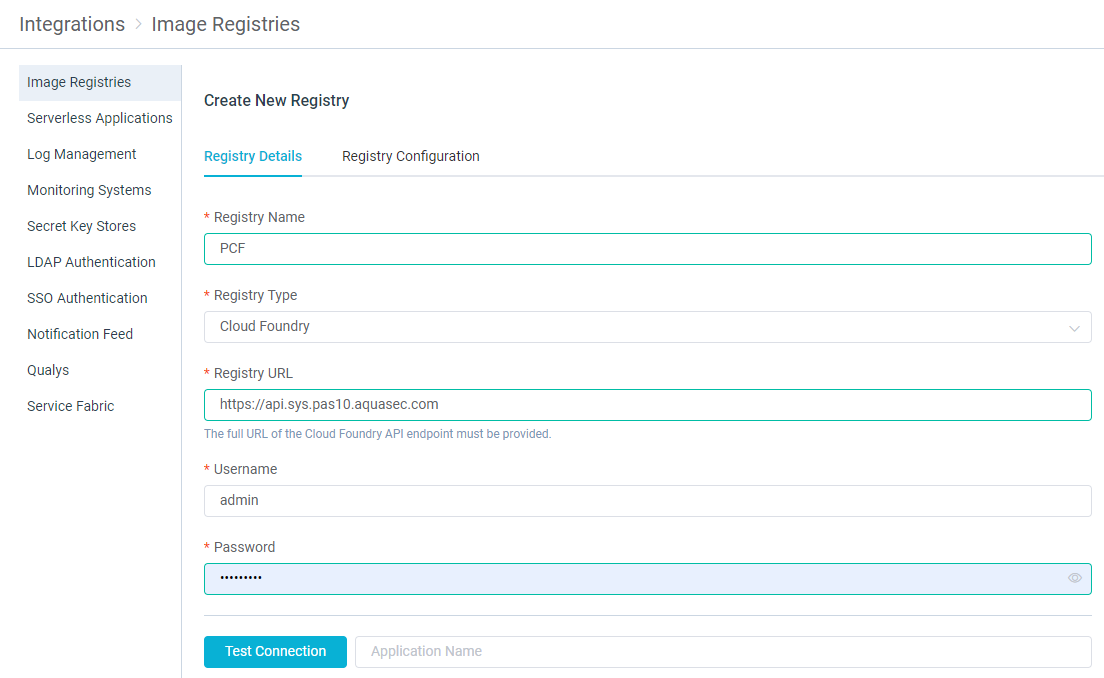 Integrations > Image Registries
Image Registries
Serverless Applications
Log Management
Monitoring Systems
Secret Key Stores
LDAP Authentication
SSO Authentication
Notification Feed
Qualys
Service Fabric
Create New Registry
Registry Details Registry Configuration
* Registry Name
PCF
* Registry Type
Cloud Foundry
* Registry URL
https://api.sys.pas10.aquasec.com
The full URL of the Cloud Foundry API endpoint must be provided.
* Username
admin
* Password
•••••••••
Test Connection Application Name